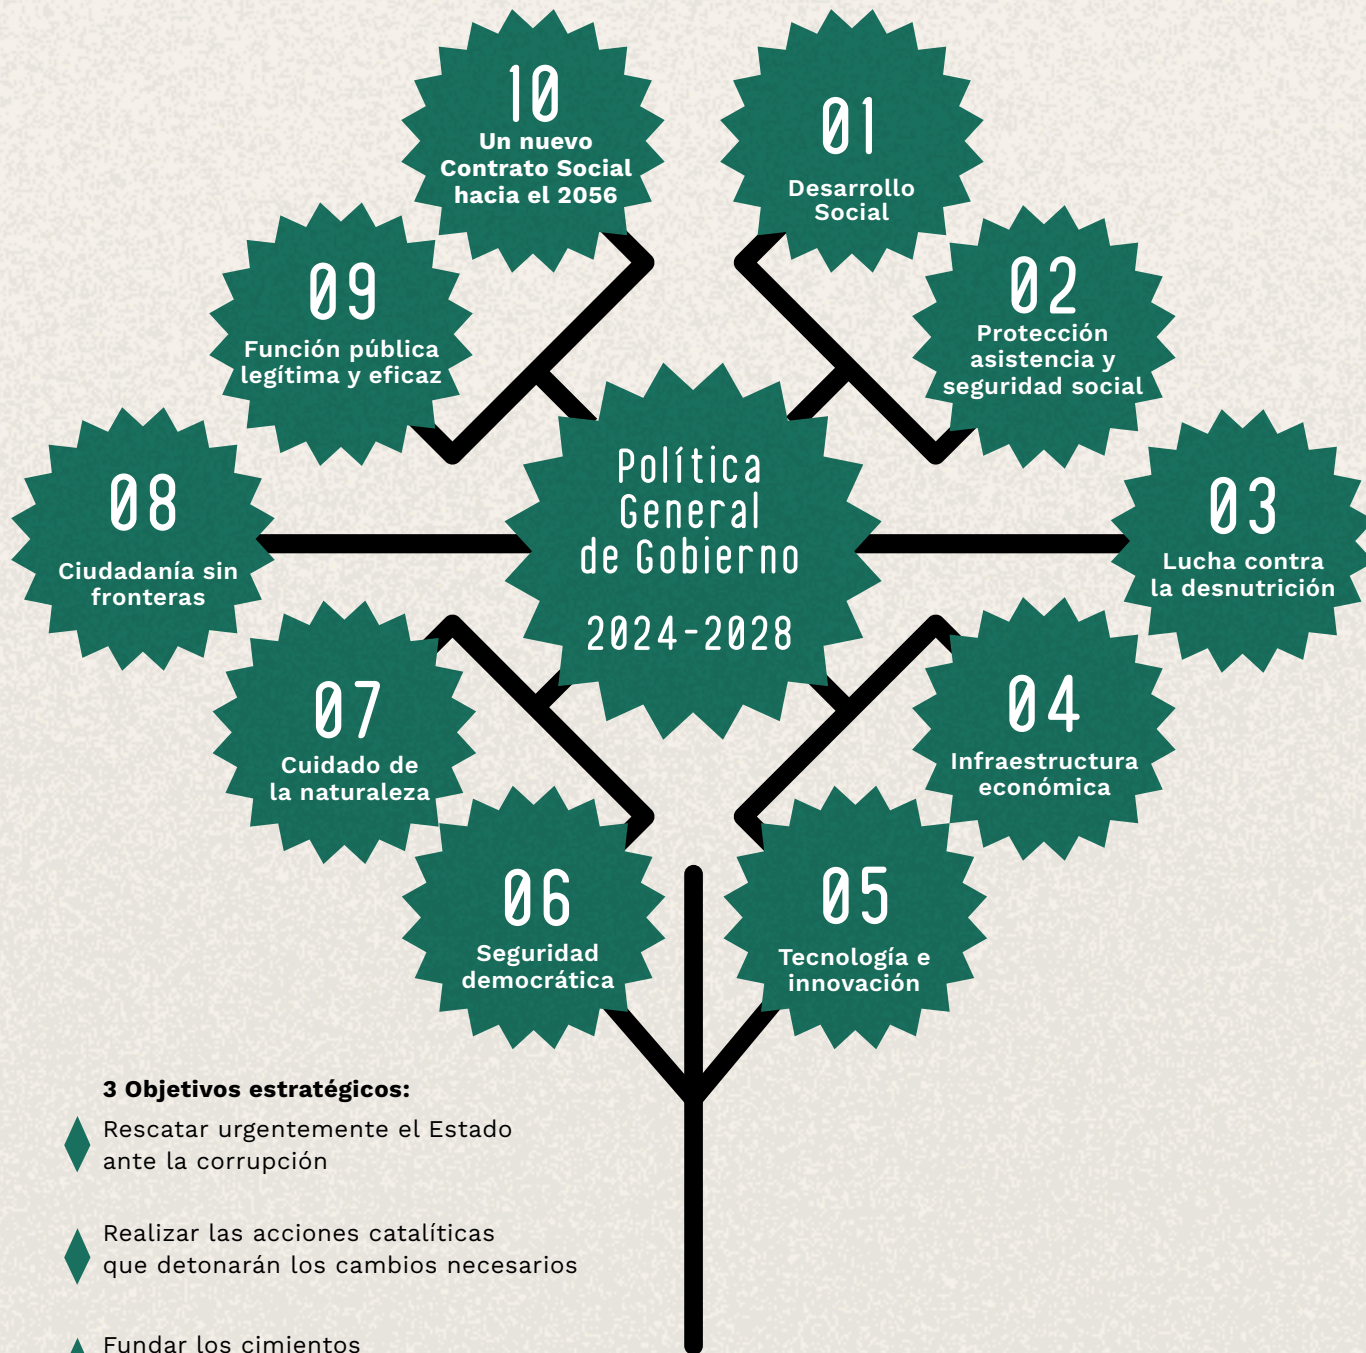 10
Un nuevo
Contrato Social
hacia el 2056
01
Desarrollo
Social
09
Función pública
legítima y eficaz
02
Protección
asistencia y
seguridad social
08
Ciudadanía sin
fronteras
Política
General
de Gobierno
2024-2028
03
Lucha contra
la desnutrición
07
Cuidado de
la naturaleza
04
Infraestructura
económica
06
Seguridad
democrática
05
Tecnología e
innovación
3 Objetivos estratégicos:
Rescatar urgentemente el Estado
ante la corrupción
Realizar las acciones catalíticas
que detonarán los cambios necesarios
Fundar los cimientos